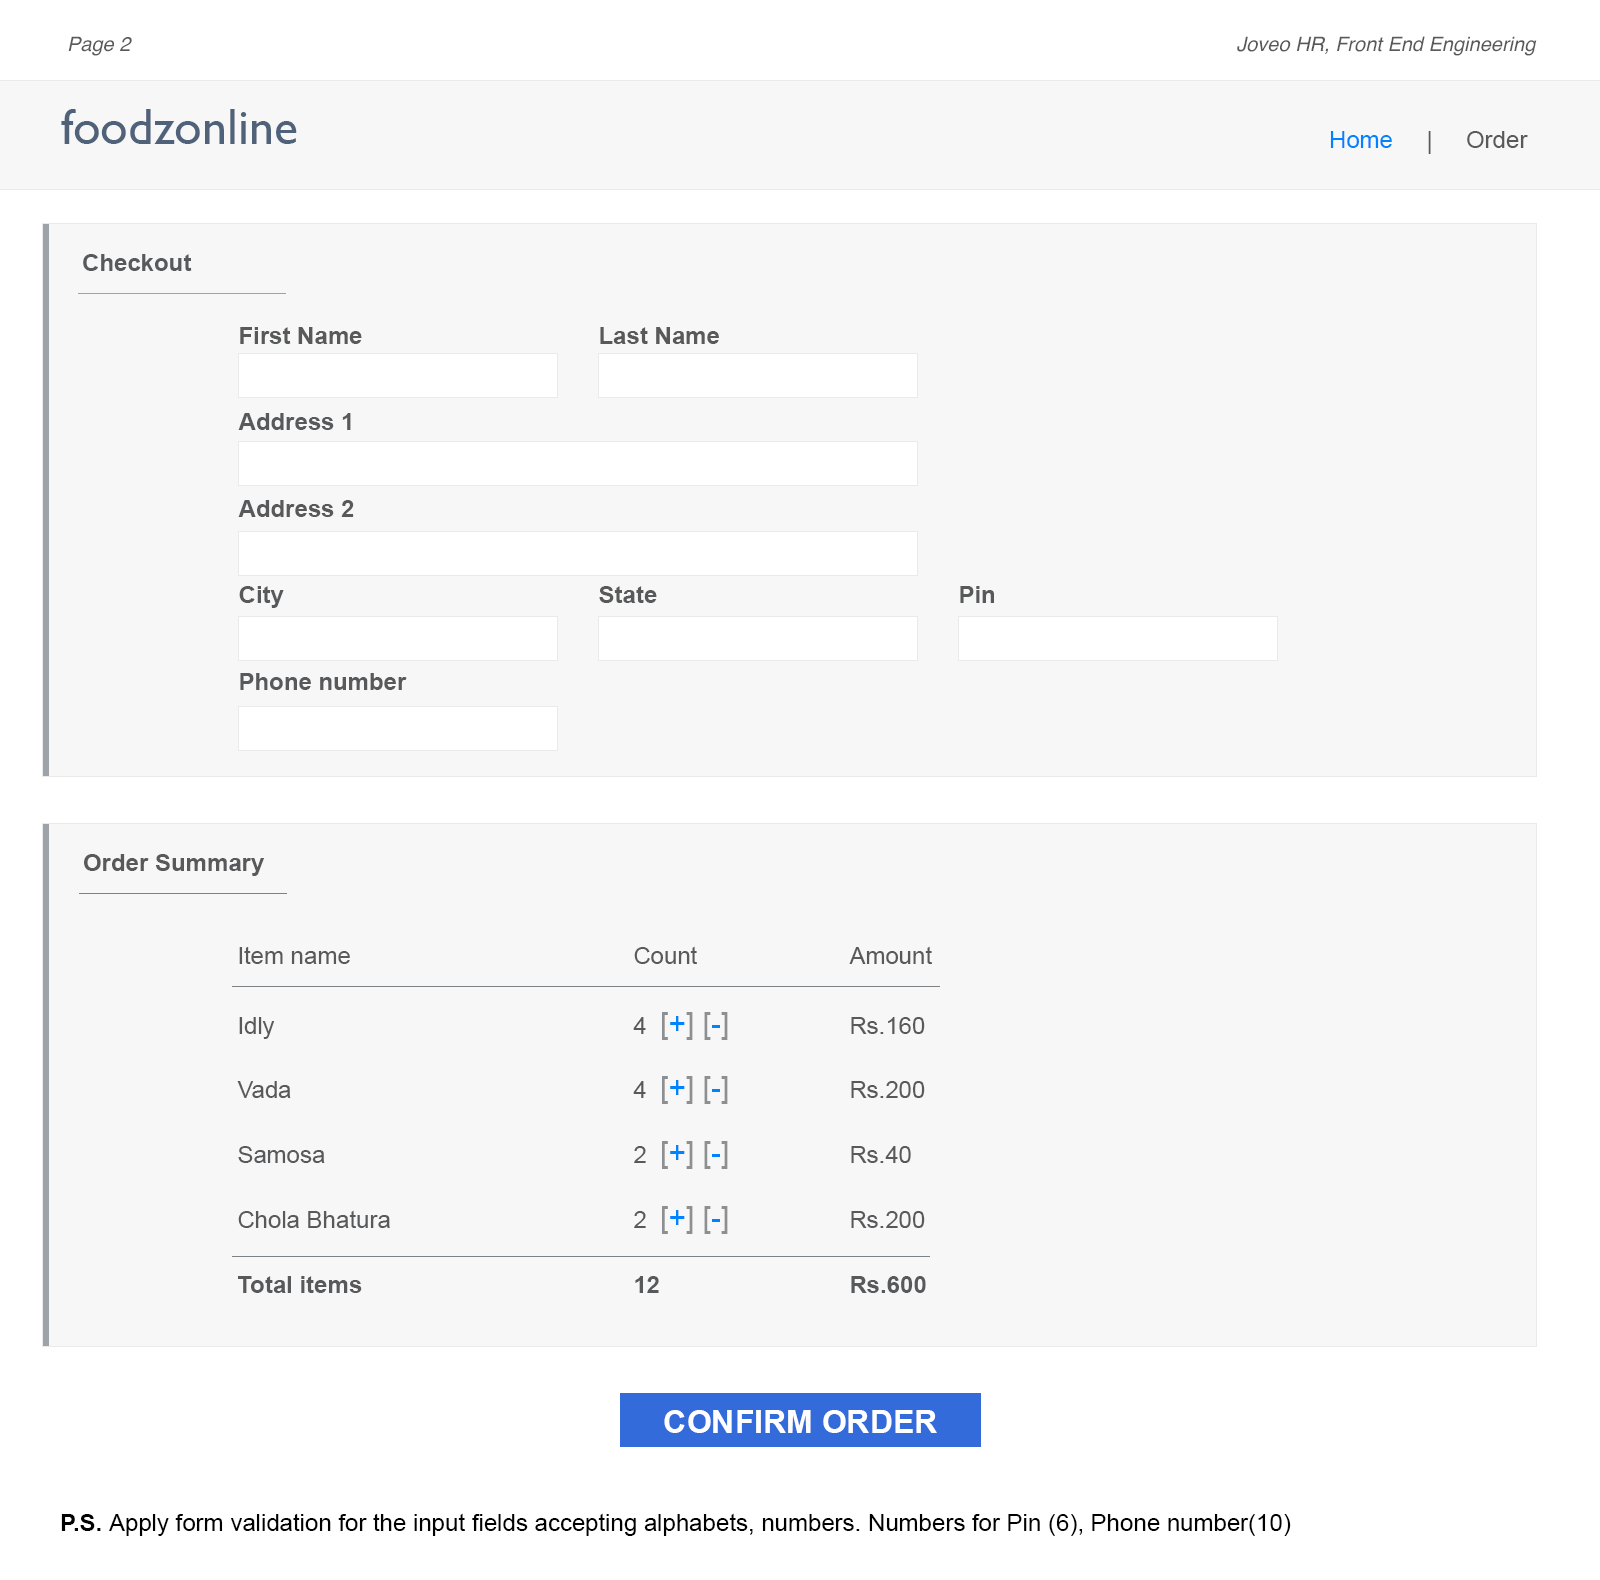 Page 2 Joveo HR, Front End Engineering
foodzonline
Home | Order
Checkout
First Name Last Name
Address 1
Address 2
City State Pin
Phone number
Order Summary
Item name Count Amount
Idly 4 [+] [-] Rs.160
Vada 4 [+] [-] Rs.200
Samosa 2 [+] [-] Rs.40
Chola Bhatura 2 [+] [-] Rs.200
Total items 12 Rs.600
CONFIRM ORDER
P.S. Apply form validation for the input fields accepting alphabets, numbers. Numbers for Pin (6), Phone number(10)